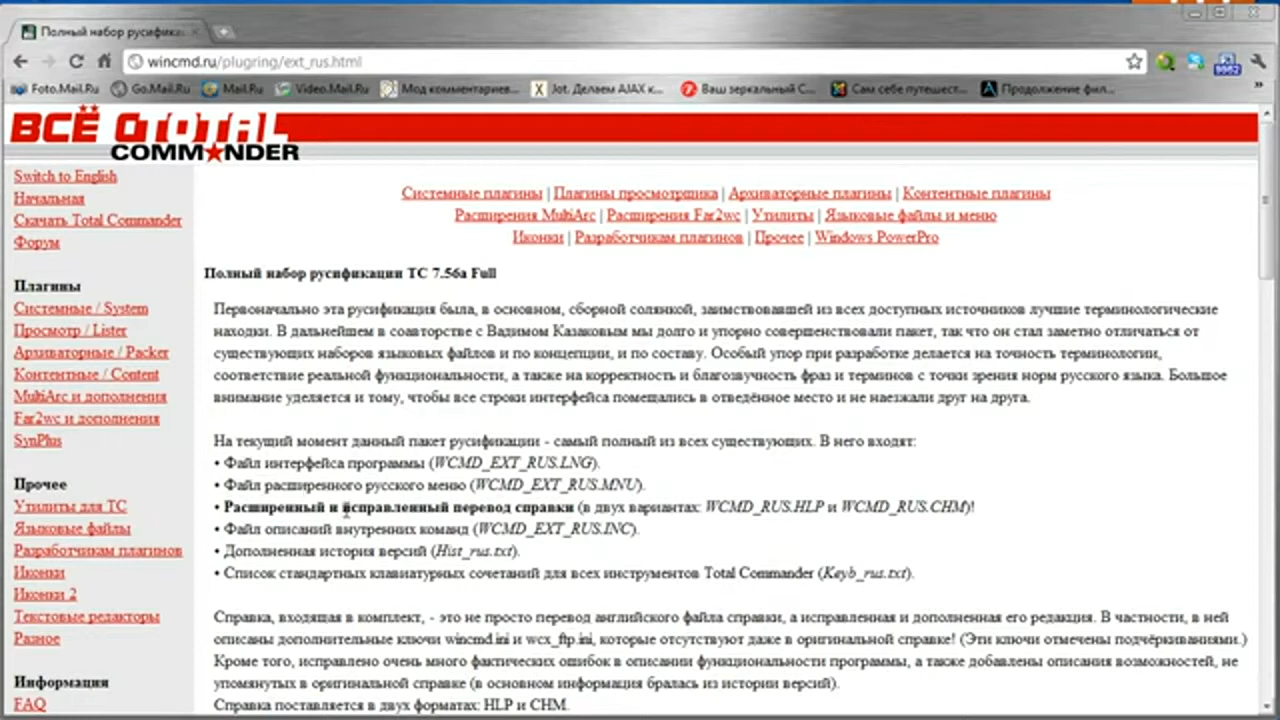 Полный набор русифика
wincmd.ru/plugring/ext_rus.html
Foto.Mail.Ru Go.Mail.Ru Mail.Ru Video.Mail.Ru Мод комментариев... Jot. Делаем AJAX к... Ваш зеркальный С... Сам себе путешест... Продолжение фил...
ВСЁ О TOTAL
COMMANDER
Switch to English
Начальная
Скачать Total Commander
Форум
Плагины
Системные / System
Просмотр / Lister
Архиваторные / Packer
Контентные / Content
MultiArc и дополнения
Far2wc и дополнения
SynPlus
Прочее
Утилиты для TC
Языковые файлы
Разработчикам плагинов
Иконки
Иконки 2
Текстовые редакторы
Разное
Информация
FAQ
Системные плагины | Плагины просмотрщика | Архиваторные плагины | Контентные плагины
Расширения MultiArc | Расширения Far2wc | Утилиты | Языковые файлы и меню
Иконки | Разработчикам плагинов | Прочее | Windows PowerPro
Полный набор русификации TC 7.56a Full
Первоначально эта русификация была, в основном, сборной солянкой, заимствовавшей из всех доступных источников лучшие терминологические
находки. В дальнейшем в соавторстве с Вадимом Казаковым мы долго и упорно совершенствовали пакет, так что он стал заметно отличаться от
существующих наборов языковых файлов и по концепции, и по составу. Особый упор при разработке делается на точность терминологии,
соответствие реальной функциональности, а также на корректность и благозвучность фраз и терминов с точки зрения норм русского языка. Большое
внимание уделяется и тому, чтобы все строки интерфейса помещались в отведённое место и не наезжали друг на друга.
На текущий момент данный пакет русификации - самый полный из всех существующих. В него входят:
• Файл интерфейса программы (WCMD_EXT_RUS.LNG).
• Файл расширенного русского меню (WCMD_EXT_RUS.MNU).
• Расширенный и исправленный перевод справки (в двух вариантах: WCMD_RUS.HLP и WCMD_RUS.CHM)!
• Файл описаний внутренних команд (WCMD_EXT_RUS.INC).
• Дополненная история версий (Hist_rus.txt).
• Список стандартных клавиатурных сочетаний для всех инструментов Total Commander (Keyb_rus.txt).
Справка, входящая в комплект, - это не просто перевод английского файла справки, а исправленная и дополненная его редакция. В частности, в ней
описаны дополнительные ключи wincmd.ini и wcx_ftp.ini, которые отсутствуют даже в оригинальной справке! (Эти ключи отмечены подчёркиваниями.)
Кроме того, исправлено очень много фактических ошибок в описании функциональности программы, а также добавлены описания возможностей, не
упомянутых в оригинальной справке (в основном информация бралась из истории версий).
Справка поставляется в двух форматах: HLP и CHM.